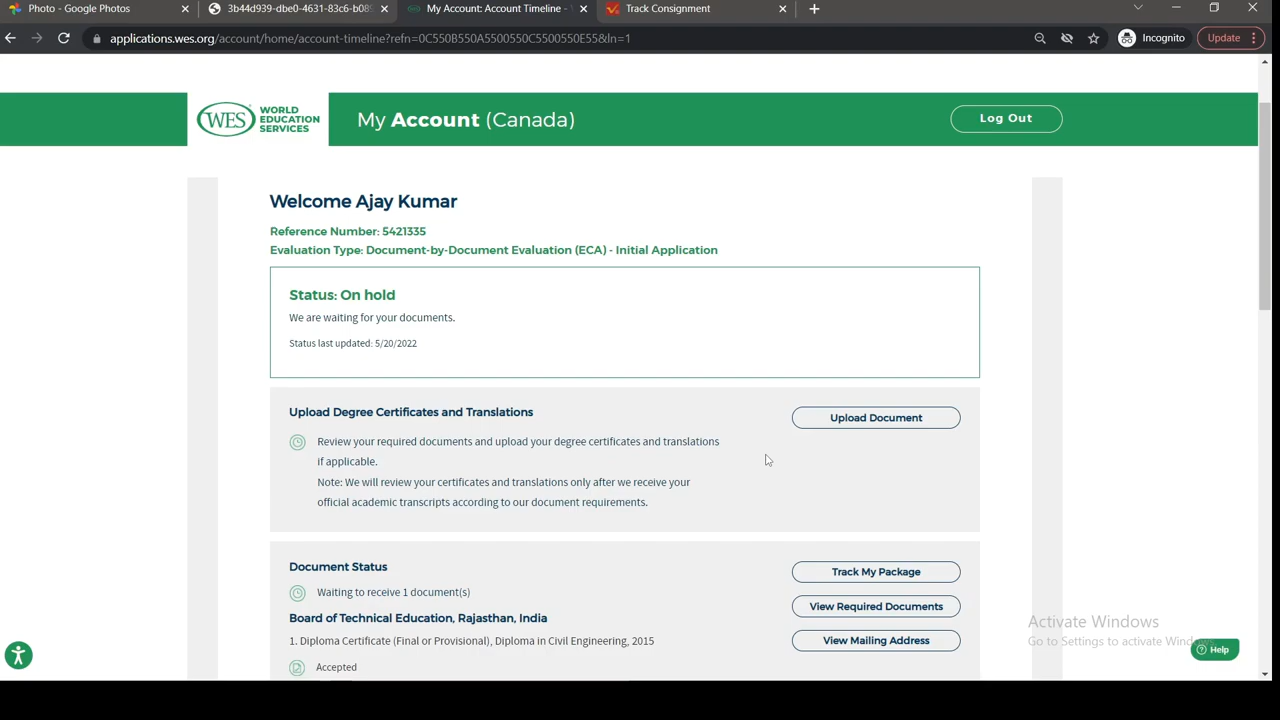 Photo - Google Photos
3b44d939-dbe0-4631-83c6-b089
My Account: Account Timeline -
Track Consignment
applications.wes.org/account/home/account-timeline?refn=0C550B550A5500550C5500550E55&ln=1
Incognito
Update
WES
WORLD
EDUCATION
SERVICES
My Account (Canada)
Log Out
Welcome Ajay Kumar
Reference Number: 5421335
Evaluation Type: Document-by-Document Evaluation (ECA) - Initial Application
Status: On hold
We are waiting for your documents.
Status last updated: 5/20/2022
Upload Degree Certificates and Translations
Upload Document
Review your required documents and upload your degree certificates and translations
if applicable.
Note: We will review your certificates and translations only after we receive your
official academic transcripts according to our document requirements.
Document Status
Track My Package
Waiting to receive 1 document(s)
View Required Documents
Board of Technical Education, Rajasthan, India
1. Diploma Certificate (Final or Provisional), Diploma in Civil Engineering, 2015
View Mailing Address
Accepted
Activate Windows
Go to Settings to activate Windows.
Help